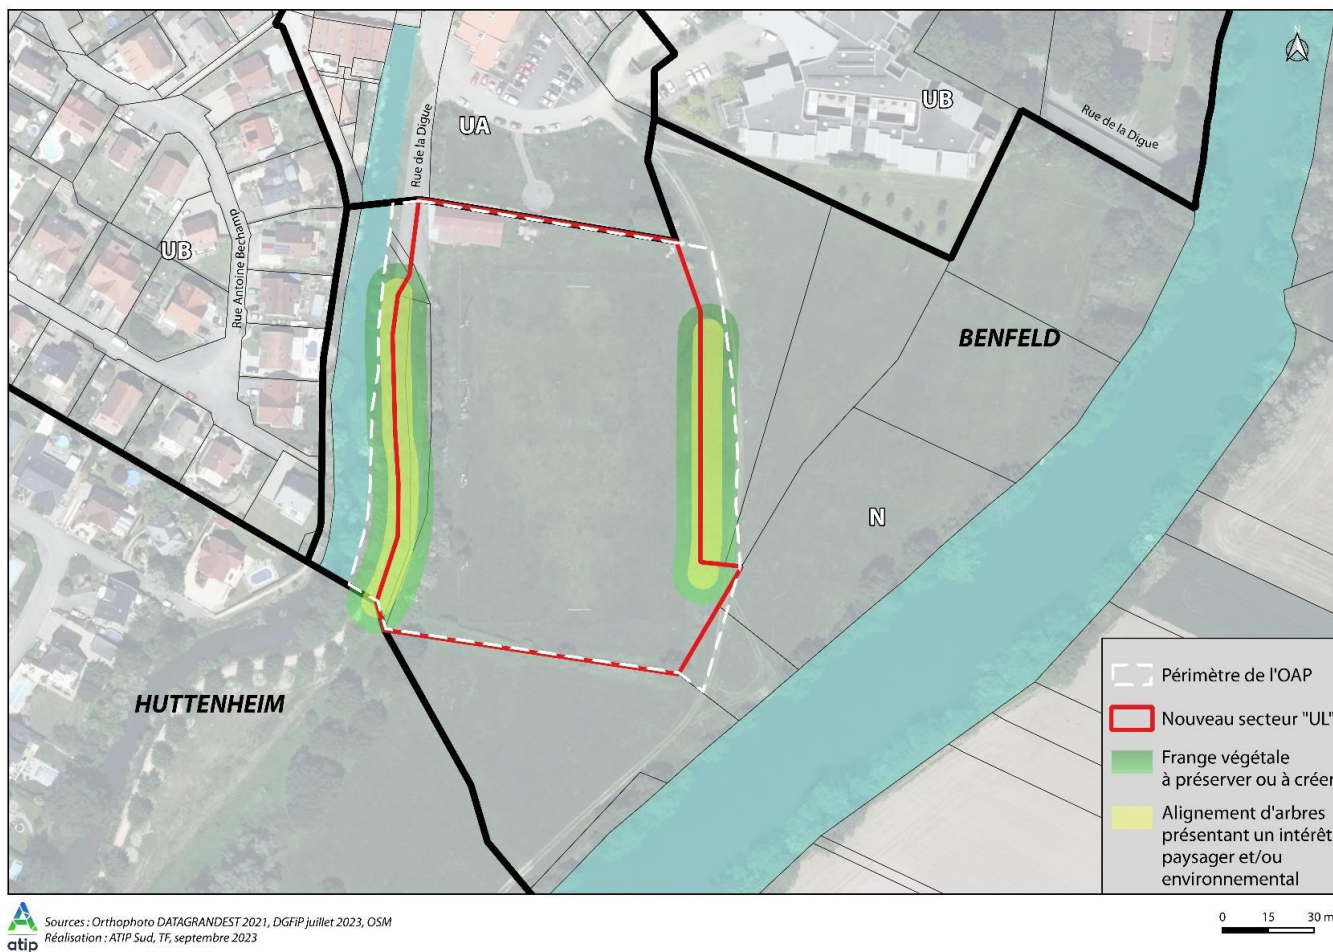 N
UB
Rue de la Digue
UA
Rue de la Digue
UB
Rue Antoine Bechamp
BENFELD
N
HUTTENHEIM
Périmètre de l'OAP
Nouveau secteur "UL"
Frange végétale
à préserver ou à créer
Alignement d'arbres
présentant un intérêt
paysager et/ou
environnemental
atip
Sources : Orthophoto DATAGRANDEST 2021, DGFiP juillet 2023, OSM
Réalisation : ATIP Sud, TF, septembre 2023
0 15 30 m